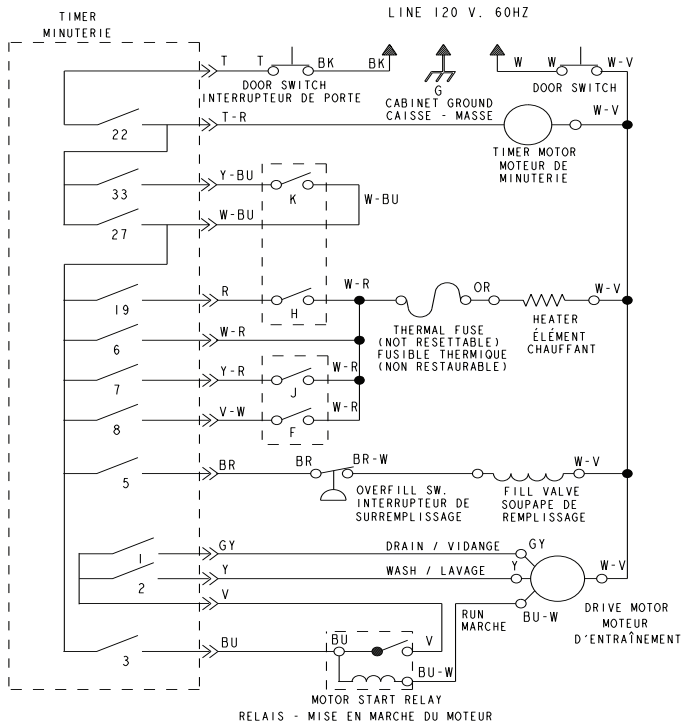 LINE 120 V. 60HZ
TIMER
MINUTERIE
T T BK BK W W W-V
DOOR SWITCH
INTERRUPTEUR DE PORTE
G
CABINET GROUND
CAISSE - MASSE
DOOR SWITCH
22
T-R
W-V
TIMER MOTOR
MOTEUR DE
MINUTERIE
33
Y-BU
K
W-BU
27
W-BU
19
R
H
W-R
OR
W-V
THERMAL FUSE
(NOT RESETTABLE)
FUSIBLE THERMIQUE
(NON RESTAURABLE)
HEATER
ÉLÉMENT
CHAUFFANT
6
W-R
7
Y-R
J
W-R
8
V-W
F
W-R
5
BR
BR
BR-W
W-V
OVERFILL SW.
INTERRUPTEUR DE
SURREMPLISSAGE
FILL VALVE
SOUPAPE DE
REMPLISSAGE
1
GY
DRAIN / VIDANGE
GY
2
Y
WASH / LAVAGE
Y
W-V
V
RUN
MARCHE
BU-W
DRIVE MOTOR
MOTEUR
D'ENTRAÎNEMENT
3
BU
BU
V
BU-W
MOTOR START RELAY
RELAIS - MISE EN MARCHE DU MOTEUR